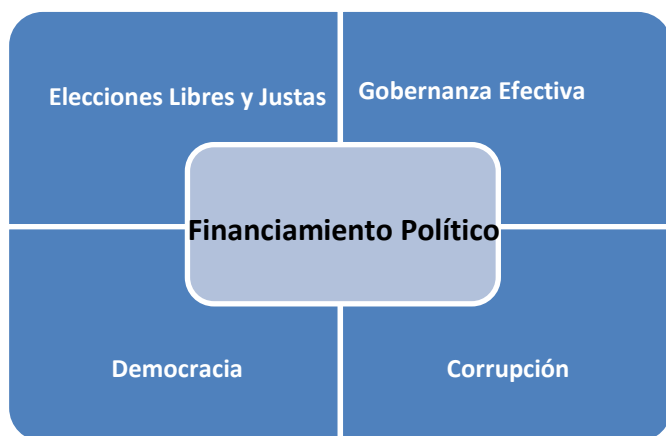 Elecciones Libres y Justas
Gobernanza Efectiva
Financiamiento Político
Democracia
Corrupción